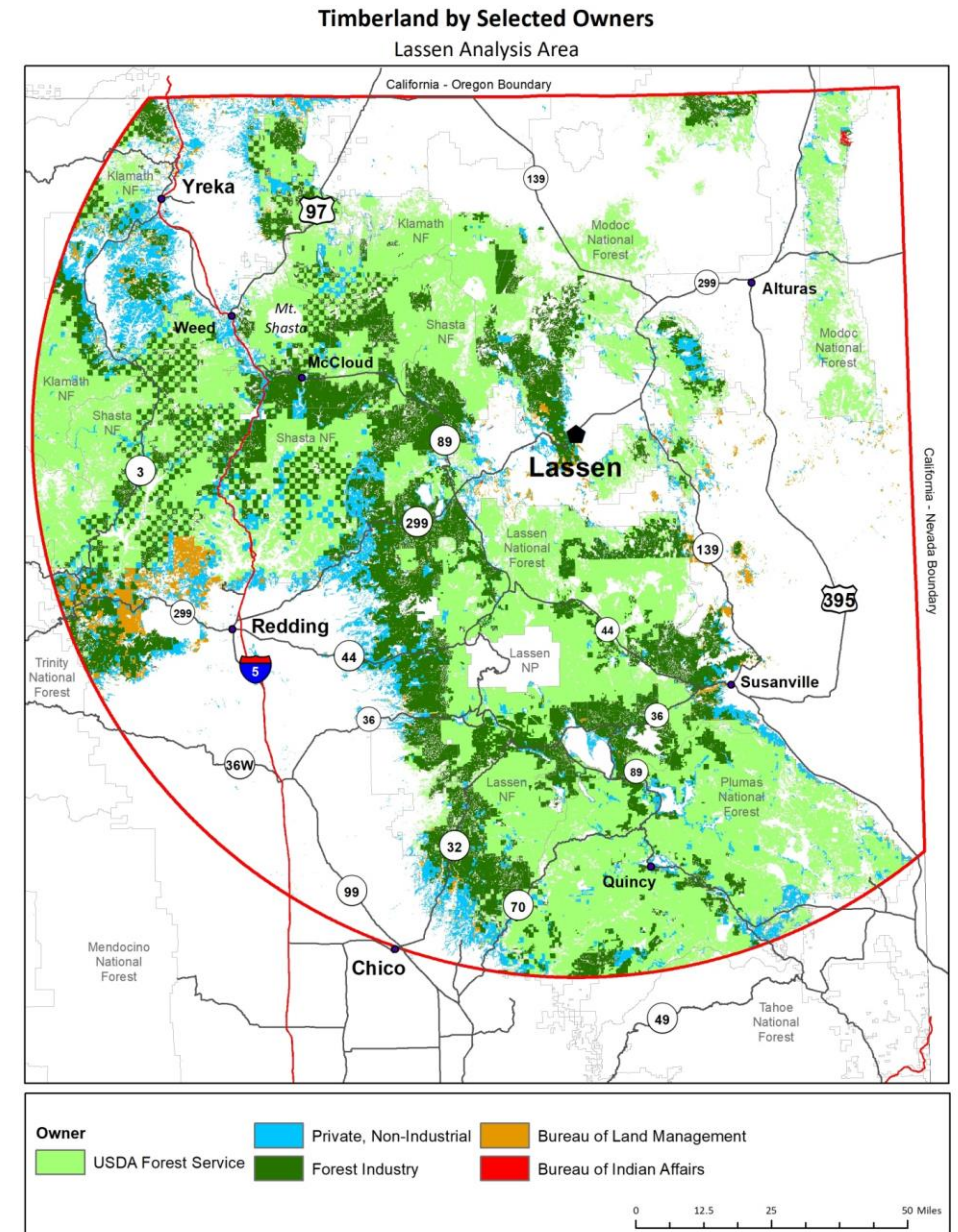 Timberland by Selected Owners
Lassen Analysis Area
California - Oregon Boundary
Klamath
NF
Yreka
97
139
Klamath
NF
Modoc
National
Forest
299
Alturas
Weed
Mt.
Shasta
Shasta
NF
McCloud
Modoc
National
Forest
Klamath
NF
Shasta
NF
Shasta NF
89
Lassen
3
California - Nevada Boundary
299
Lassen
National
Forest
139
395
299
Redding
44
44
Lassen
NP
Trinity
National
Forest
5
Susanville
36
36
36W
89
Lassen
NF
Plumas
National
Forest
32
Quincy
99
70
Mendocino
National
Forest
Chico
49
Tahoe
National
Forest
Owner
USDA Forest Service
Private, Non-Industrial
Forest Industry
Bureau of Land Management
Bureau of Indian Affairs
0 12.5 25 50 Miles